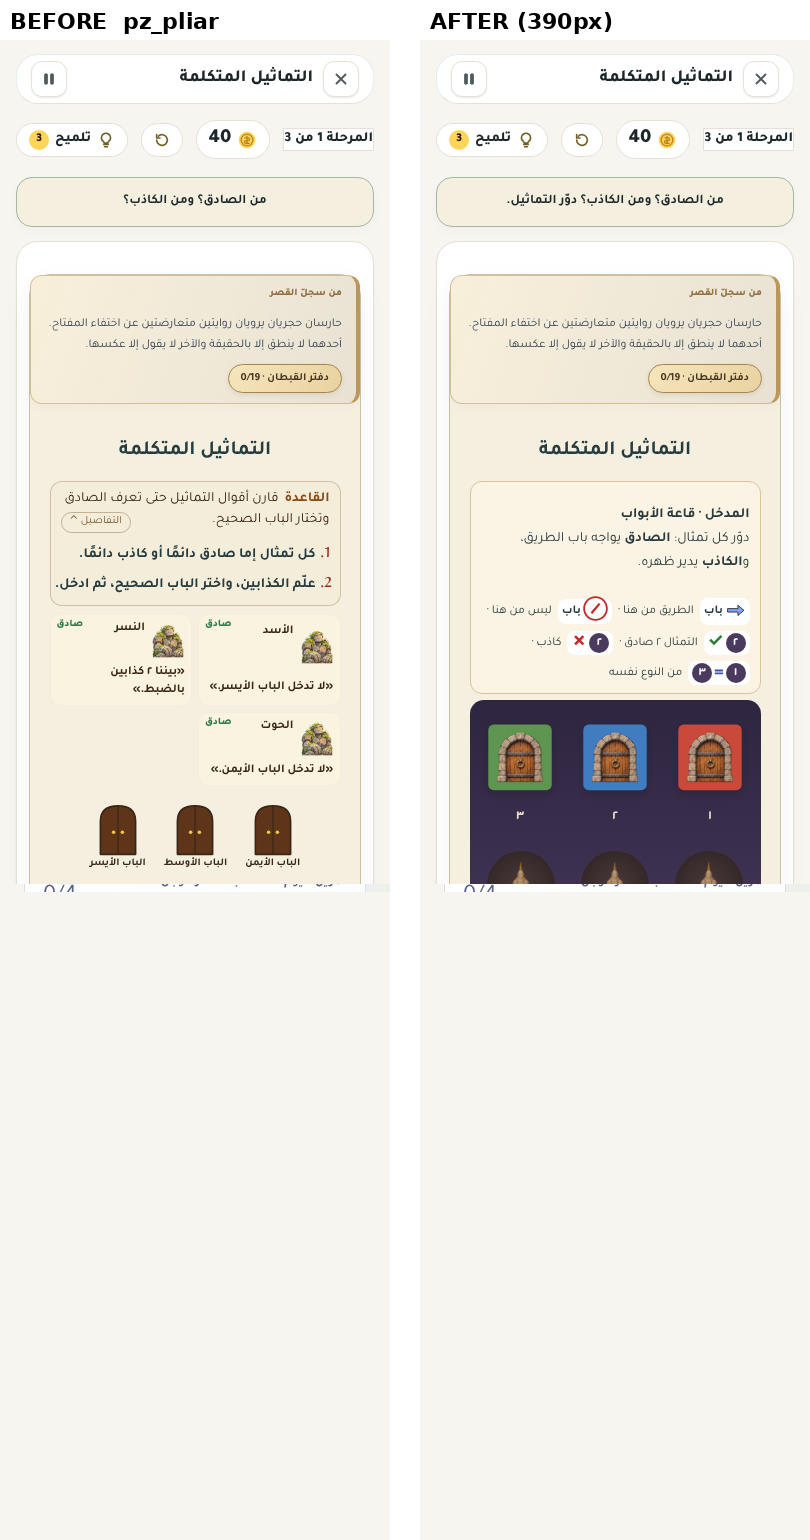 BEFORE pz_pliar
التماثيل المتكلمة
المرحلة 1 من 3
40
تلميح 3
من الصادق؟ ومن الكاذب؟
من سجلّ القصر
حارسان حجريان يرويان روايتين متعارضتين عن اختفاء المفتاح.
أحدهما لا ينطق إلا بالحقيقة والآخر لا يقول إلا عكسها.
دفتر القبطان · 0/19
التماثيل المتكلمة
القاعدة قارن أقوال التماثيل حتى تعرف الصادق
وتختار الباب الصحيح.
التفاصيل ^
1. كل تمثال إما صادق دائمًا أو كاذب دائمًا.
2. علّم الكذابين، واختر الباب الصحيح، ثم ادخل.
الأسد صادق
«لا تدخل الباب الأيسر.»
النسر صادق
«بيننا ٢ كذابين
بالضبط.»
الحوت صادق
«لا تدخل الباب الأيمن.»
الباب الأيمن
الباب الأوسط
الباب الأيسر
0/4
AFTER (390px)
التماثيل المتكلمة
المرحلة 1 من 3
40
تلميح 3
من الصادق؟ ومن الكاذب؟ دوّر التماثيل.
من سجلّ القصر
حارسان حجريان يرويان روايتين متعارضتين عن اختفاء المفتاح.
أحدهما لا ينطق إلا بالحقيقة والآخر لا يقول إلا عكسها.
دفتر القبطان · 0/19
التماثيل المتكلمة
المدخل · قاعة الأبواب
دوّر كل تمثال: الصادق يواجه باب الطريق,
والكاذب يدير ظهره.
باب الطريق من هنا · باب ليس من هنا ·
٢ التمثال ٢ صادق · ٢ كاذب ·
١ = ٣ من النوع نفسه
١
٢
٣
0/4